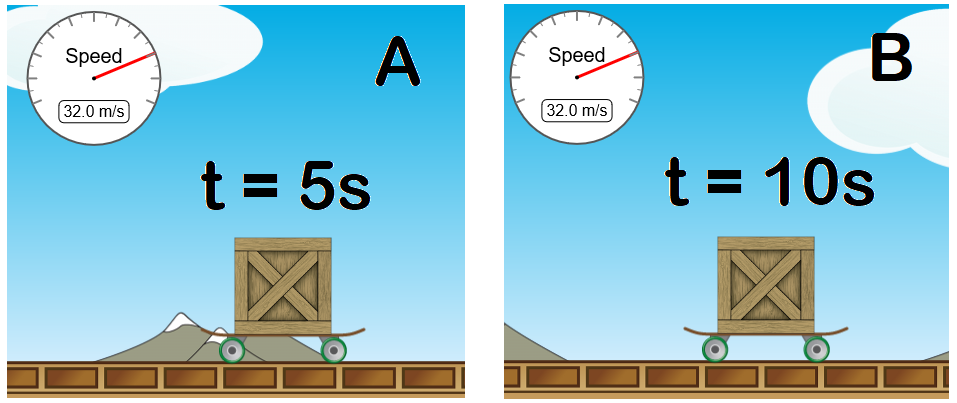 Speed
32.0 m/s
A
t = 5s
Speed
32.0 m/s
B
t = 10s